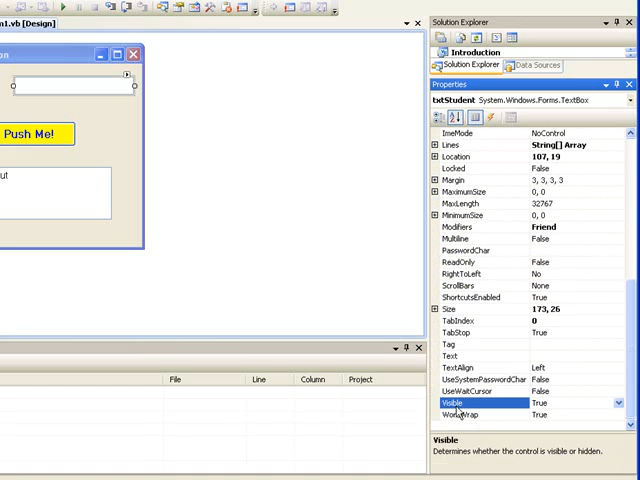 m1.vb [Design]
on
Push Me!
ut
File Line Column Project
Solution Explorer
Introduction
Solution Explorer Data Sources
Properties
txtStudent System.Windows.Forms.TextBox
ImeMode NoControl
Lines String[] Array
Location 107, 19
Locked False
Margin 3, 3, 3, 3
MaximumSize 0, 0
MaxLength 32767
MinimumSize 0, 0
Modifiers Friend
Multiline False
PasswordChar
ReadOnly False
RightToLeft No
ScrollBars None
ShortcutsEnabled True
Size 173, 26
TabIndex 0
TabStop True
Tag
Text
TextAlign Left
UseSystemPasswordChar False
UseWaitCursor False
Visible True
WordWrap True
Visible
Determines whether the control is visible or hidden.